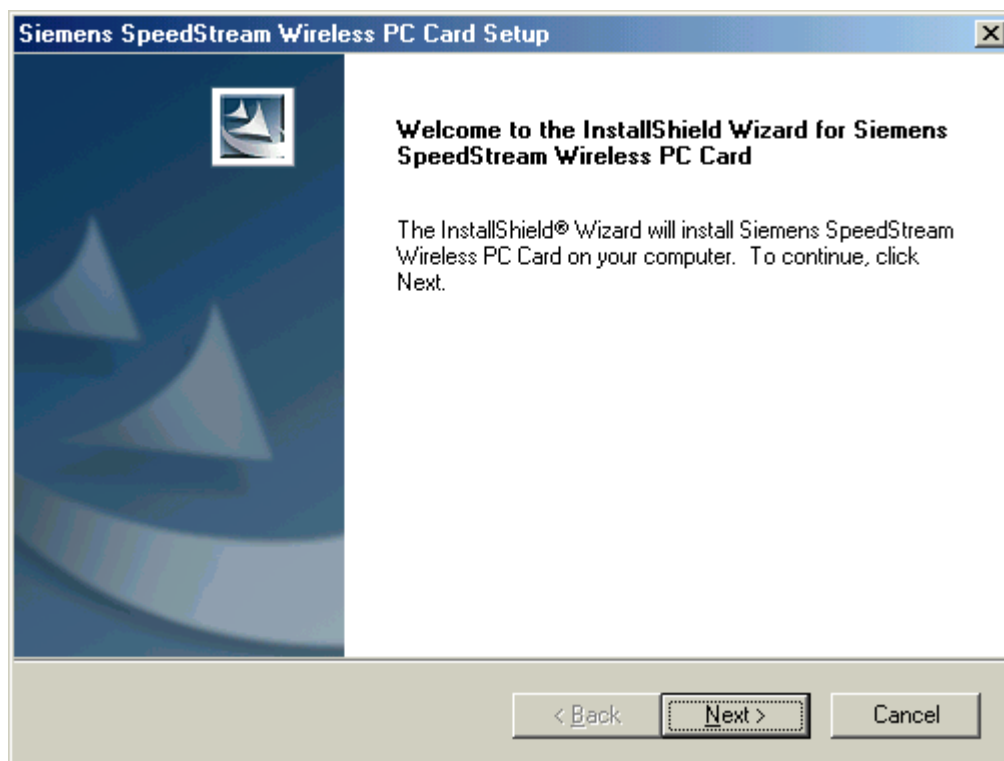 Siemens SpeedStream Wireless PC Card Setup
Welcome to the InstallShield Wizard for Siemens
SpeedStream Wireless PC Card
The InstallShield® Wizard will install Siemens SpeedStream
Wireless PC Card on your computer.  To continue, click
Next.
< Back
Next >
Cancel